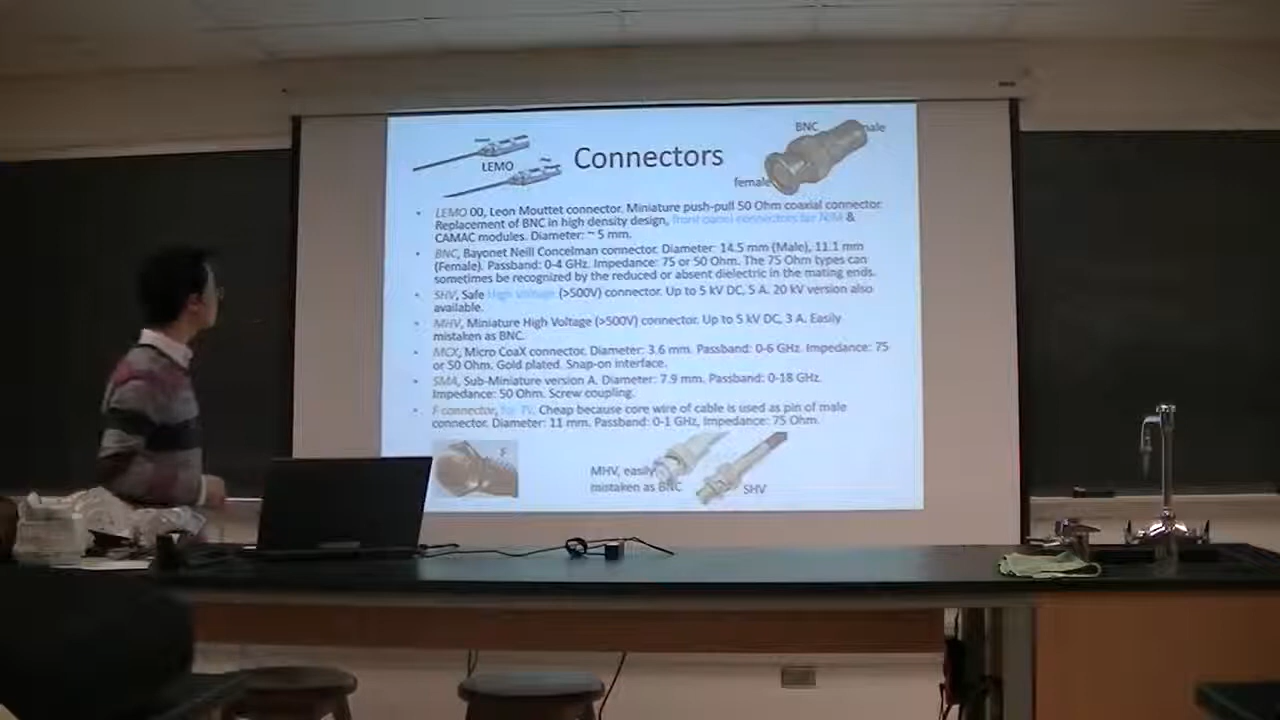 BNC
male
LEMO
Connectors
female
• LEMO 00, Leon Mouttet connector. Miniature push-pull 50 Ohm coaxial connector.
Replacement of BNC in high density design, front panel connectors for NIM &
CAMAC modules. Diameter: ~ 5 mm.
• BNC, Bayonet Neill Concelman connector. Diameter: 14.5 mm (Male), 11.1 mm
(Female). Passband: 0-4 GHz. Impedance: 75 or 50 Ohm. The 75 Ohm types can
sometimes be recognized by the reduced or absent dielectric in the mating ends.
• SHV, Safe High Voltage (>500V) connector. Up to 5 kV DC, 5 A. 20 kV version also
available.
• MHV, Miniature High Voltage (>500V) connector. Up to 5 kV DC, 3 A. Easily
mistaken as BNC.
• MCX, Micro CoaX connector. Diameter: 3.6 mm. Passband: 0-6 GHz. Impedance: 75
or 50 Ohm. Gold plated. Snap-on interface.
• SMA, Sub-Miniature version A. Diameter: 7.9 mm. Passband: 0-18 GHz.
Impedance: 50 Ohm. Screw coupling.
• F connector, for TV. Cheap because core wire of cable is used as pin of male
connector. Diameter: 11 mm. Passband: 0-1 GHz, Impedance: 75 Ohm.
F
MHV, easily
mistaken as BNC
SHV